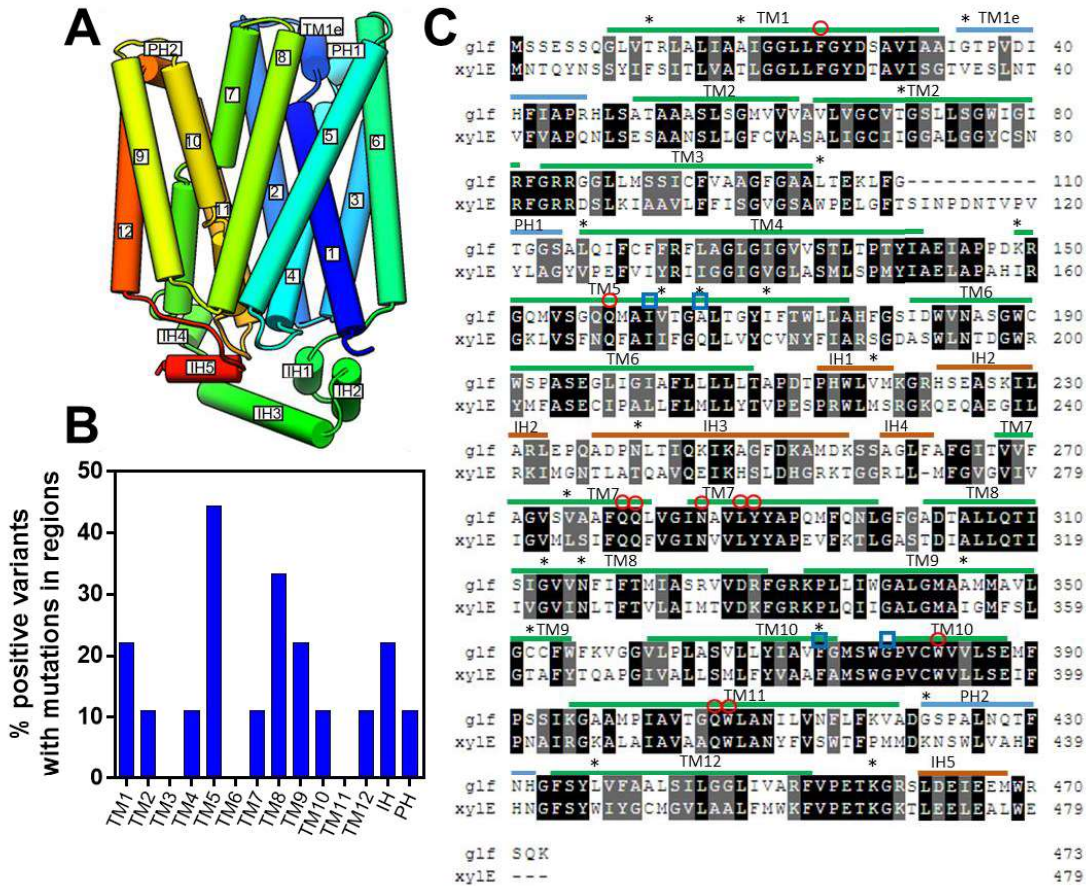 A
PH2
TM1e
PH1
8
7
5
6
10
9
2
3
11
12
1
4
IH4
IH5
IH1
IH2
IH3
B
% positive variants
with mutations in regions
50
40
30
20
10
0
TM1
TM2
TM3
TM4
TM5
TM6
TM7
TM8
TM9
TM10
TM11
TM12
IH
PH
C
* * TM1 * TM1e
glf MSSESSQGLVTRLALIAAIGGLLFGYDSAVIAAIGTPVDI 40
xylE MNTQYNSSYIFSITLVATLGGLLFGYDTAVISGTVESLNT 40
TM2 *TM2
glf HFIAPRHLSATAAASLSGMVVVAVLVGCVTGSLLSGWIGI 80
xylE VFVAPQNLSESAANSLLGFCVASALIGCIIGGALGGYCSN 80
TM3 *
glf RFGRRGGLLMSSICFVAAGFGAALTEKLFG---------- 110
xylE RFGRRDSLKIAAVLFFISGVGSAWPELGFTSINPDNTVPV 120
PH1 * TM4 *
glf TGGSALQIFCFFRFLAGLGIGVVSTLTPTYIAEIAPPDKR 150
xylE YLAGYVPEFVIYRIIGGIGVGLASMLSPMYIAELAPAHIR 160
TM5 * * * TM6
glf GQMVSGQQMAIVTGALTGYIFTWLLAHFGSIDWVNASGWC 190
xylE GKLVSFNQFAIIFGQLLVYCVNYFIARSGDASWLNTDGWR 200
TM6 IH1 * IH2
glf WSPASEGLIGIAFLLLLLTAPDTPHWLVMKGRHSEASKIL 230
xylE YMFASECIPALLFLMLLYTVPESPRWLMSRGKQEQAEGIL 240
IH2 * IH3 IH4 TM7
glf ARLEPQADPNLTIQKIKAGFDKAMDKSSAGLFAFGITVVF 270
xylE RKIMGNTLATQAVQEIKHSLDHGRKTGGRLL-MFGVGVIV 279
* TM7 TM7 TM8
glf AGVSVAAFQQLVGINAVLYYAPQMFQNLGFGADTALLQTI 310
xylE IGVMLSIFQQFVGINVVLYYAPEVFKTLGASTDIALLQTI 319
* * TM8 TM9 *
glf SIGVVNFIFTMIASRVVDRFGRKPLLIWGALGMAAMMAVL 350
xylE IVGVINLTFTVLAIMTVDKFGRKPLQIIGALGMAIGMFSL 359
*TM9 TM10 * TM10
glf GCCFWFKVGGVLPLASVLLYIAVFGMSWGPVCWVVLSEMF 390
xylE GTAFYTQAPGIVALLSMLFYVAAFAMSWGPVCWVLLSEIF 399
TM11 * PH2
glf PSSIKGAAMPIAVTGQWLANILVNFLFKVADGSPALNQTF 430
xylE PNAIRGKALAIAVAAQWLANYFVSWTFPMMDKNSWLVAHF 439
* TM12 * IH5
glf NHGFSYLVFAALSILGGLIVARFVPETKGRSLDEIEEMWR 470
xylE HNGFSYWIYGCMGVLAALFMWKFVPETKGKTLEELEALWE 479
glf SQK 473
xylE --- 479